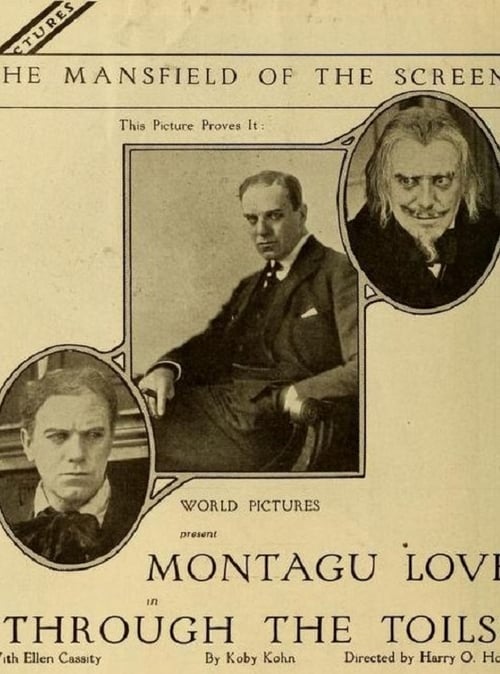 CTURES
HE MANSFIELD OF THE SCREEN
This Picture Proves It:
WORLD PICTURES
present
MONTAGU LOVE
in
THROUGH THE TOILS
ith Ellen Cassity
By Koby Kohn
Directed by Harry O. Ho